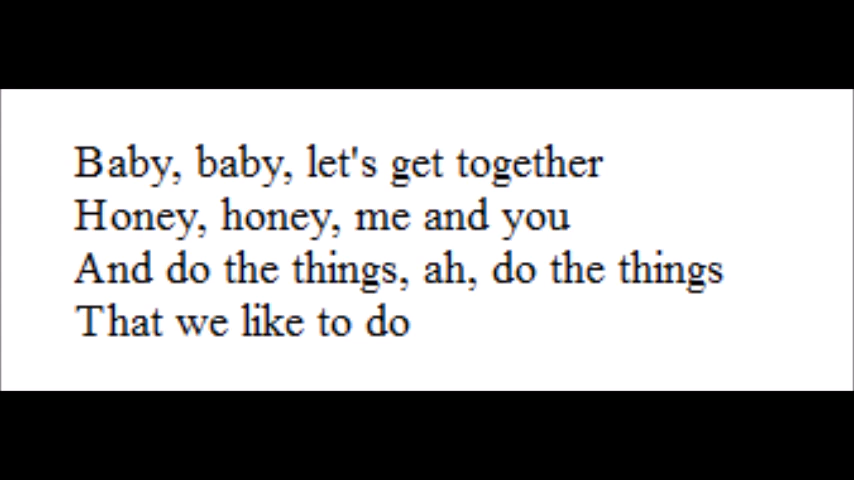 Baby, baby, let's get together
Honey, honey, me and you
And do the things, ah, do the things
That we like to do